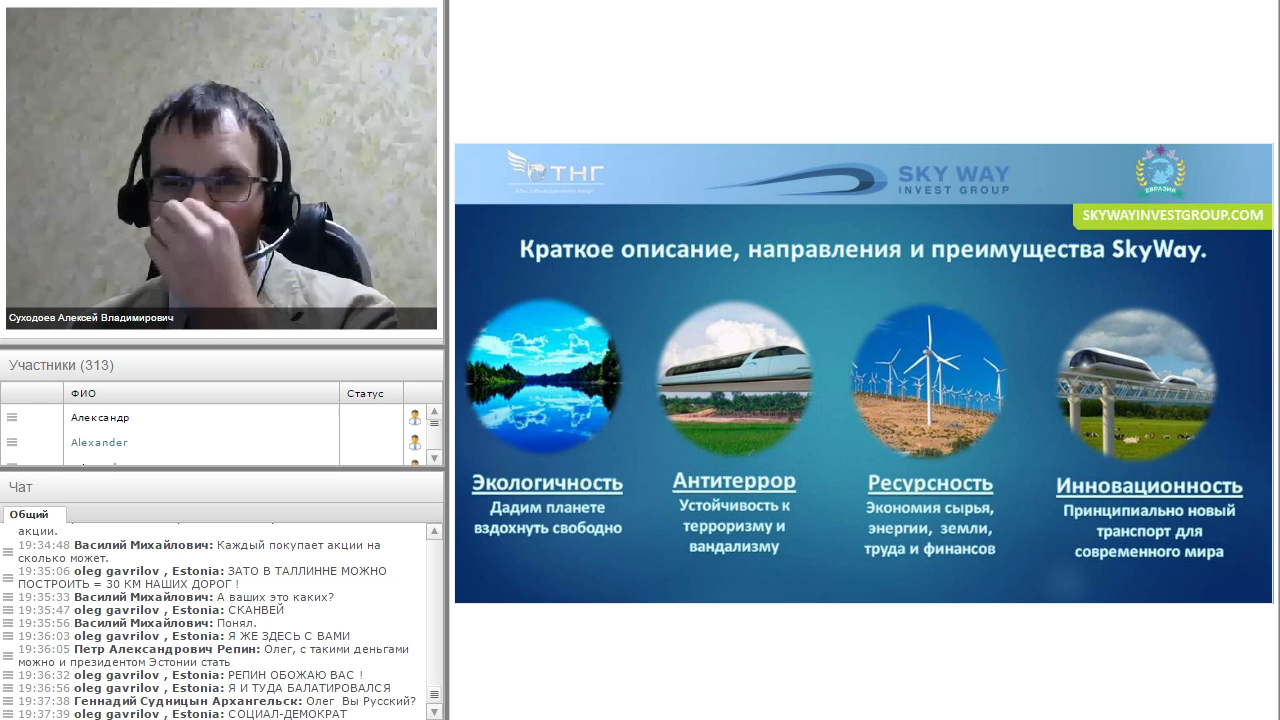 Суходоев Алексей Владимирович
Участники (313)
ФИО
Статус
Александр
Alexander
Чат
Общий
акции.
19:34:48 Василий Михайлович: Каждый покупает акции на
сколько может.
19:35:06 oleg gavrilov , Estonia: ЗАТО В ТАЛЛИННЕ МОЖНО
ПОСТРОИТЬ = 30 КМ НАШИХ ДОРОГ !
19:35:33 Василий Михайлович: А ваших это каких?
19:35:47 oleg gavrilov , Estonia: СКАНВЕЙ
19:35:56 Василий Михайлович: Понял.
19:36:03 oleg gavrilov , Estonia: Я ЖЕ ЗДЕСЬ С ВАМИ
19:36:05 Петр Александрович Репин: Олег, с такими деньгами
можно и президентом Эстонии стать
19:36:32 oleg gavrilov , Estonia: РЕПИН ОБОЖАЮ ВАС !
19:36:56 oleg gavrilov , Estonia: Я И ТУДА БАЛАТИРОВАЛСЯ
19:37:38 Геннадий Судницын Архангельск: Олег Вы Русский?
19:37:39 oleg gavrilov , Estonia: СОЦИАЛ-ДЕМОКРАТ
ТНГ
SKY WAY
INVEST GROUP
ЕВРАЗИЯ
SKYWAYINVESTGROUP.COM
Краткое описание, направления и преимущества SkyWay.
Экологичность
Дадим планете
вздохнуть свободно
Антитеррор
Устойчивость к
терроризму и
вандализму
Ресурсность
Экономия сырья,
энергии, земли,
труда и финансов
Инновационность
Принципиально новый
транспорт для
современного мира